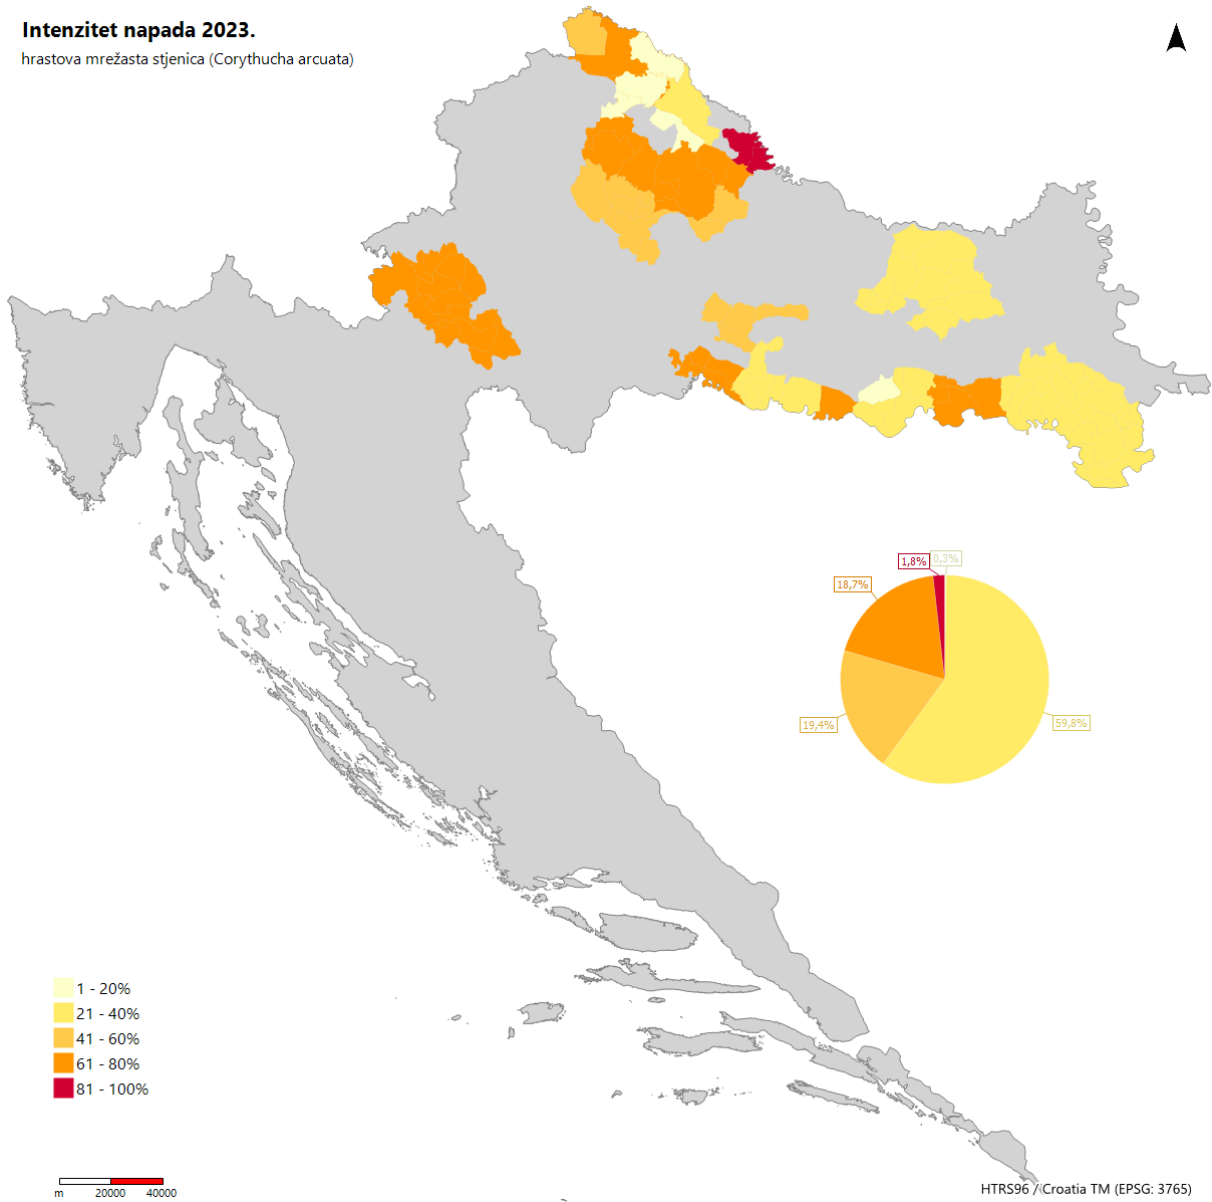 Intenzitet napada 2023.
hrastova mrežasta stjenica (Corythucha arcuata)
1,8%
0,3%
18,7%
19,4%
59,8%
1 - 20%
21 - 40%
41 - 60%
61 - 80%
81 - 100%
m 20000 40000
HTRS96 / Croatia TM (EPSG: 3765)